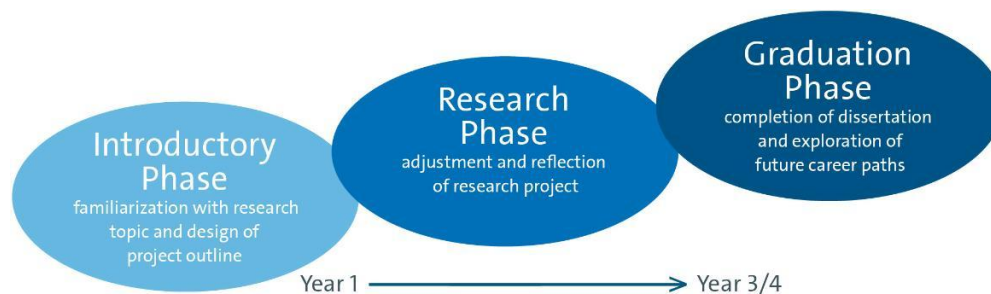 Introductory
Phase
familiarization with research
topic and design of
project outline
Research
Phase
adjustment and reflection
of research project
Graduation
Phase
completion of dissertation
and exploration of
future career paths
Year 1
Year 3/4